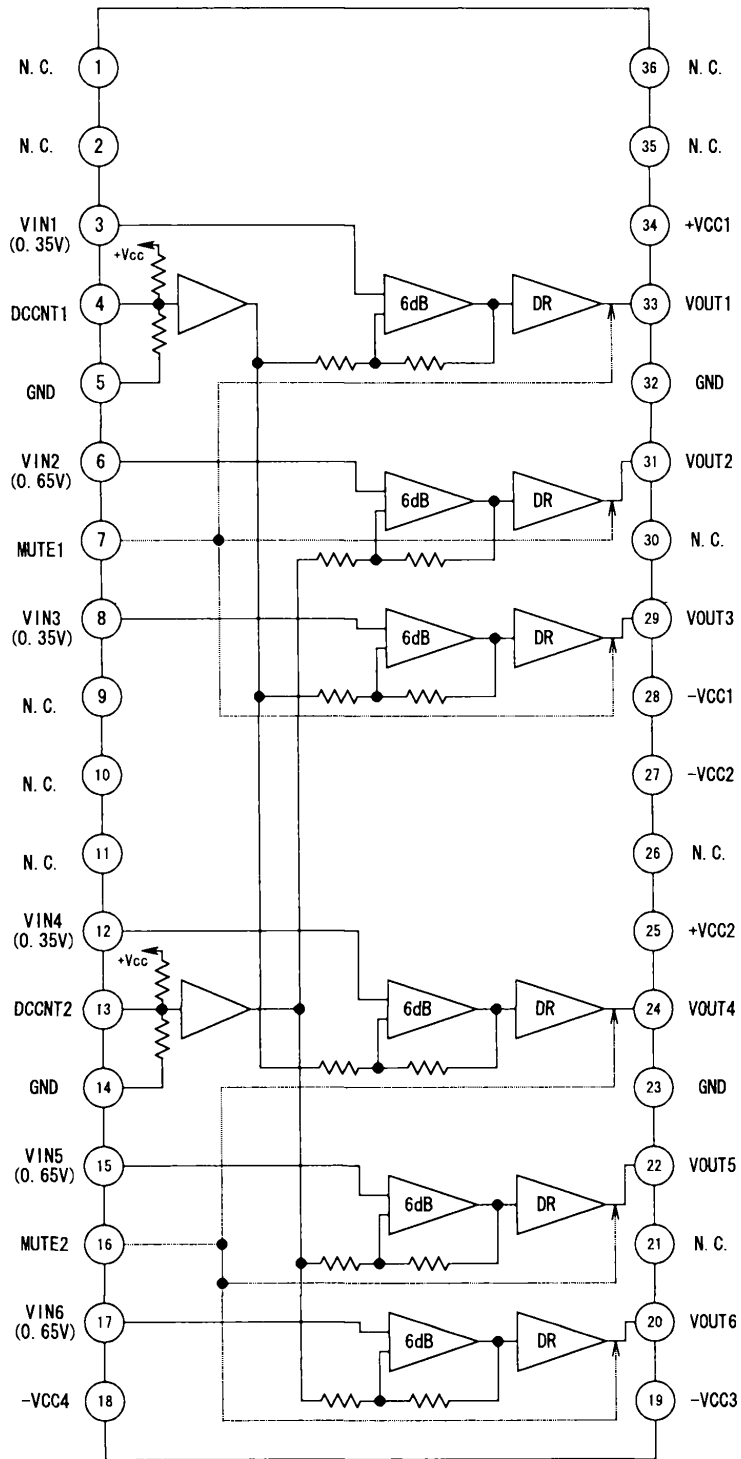 1 N. C.
2 N. C.
3 VIN1
(0. 35V)
+Vcc
4 DCCNT1
5 GND
6 VIN2
(0. 65V)
7 MUTE1
8 VIN3
(0. 35V)
9 N. C.
10 N. C.
11 N. C.
12 VIN4
(0. 35V)
+Vcc
13 DCCNT2
14 GND
15 VIN5
(0. 65V)
16 MUTE2
17 VIN6
(0. 65V)
18 -VCC4
6dB DR
6dB DR
6dB DR
6dB DR
6dB DR
6dB DR
36 N. C.
35 N. C.
34 +VCC1
33 VOUT1
32 GND
31 VOUT2
30 N. C.
29 VOUT3
28 -VCC1
27 -VCC2
26 N. C.
25 +VCC2
24 VOUT4
23 GND
22 VOUT5
21 N. C.
20 VOUT6
19 -VCC3